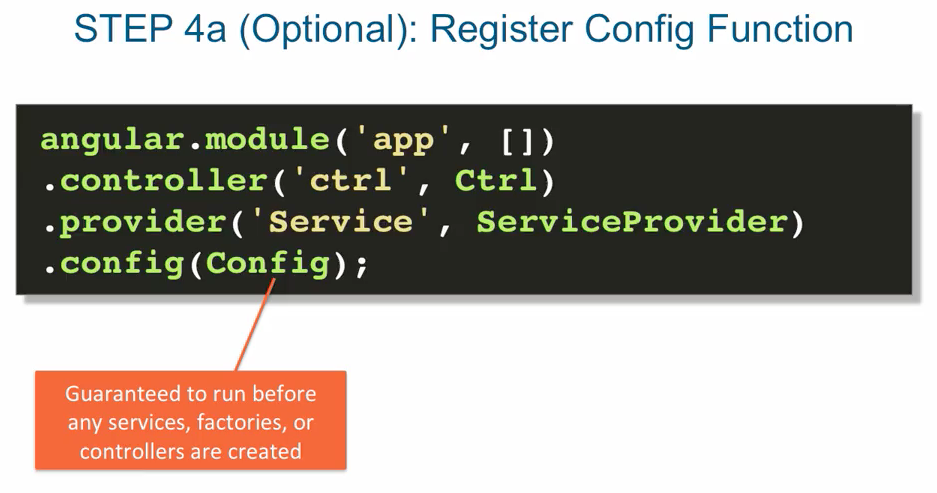 STEP 4a (Optional): Register Config Function
angular.module('app', [])
.controller('ctrl', Ctrl)
.provider('Service', ServiceProvider)
.config(Config);
Guaranteed to run before
any services, factories, or
controllers are created